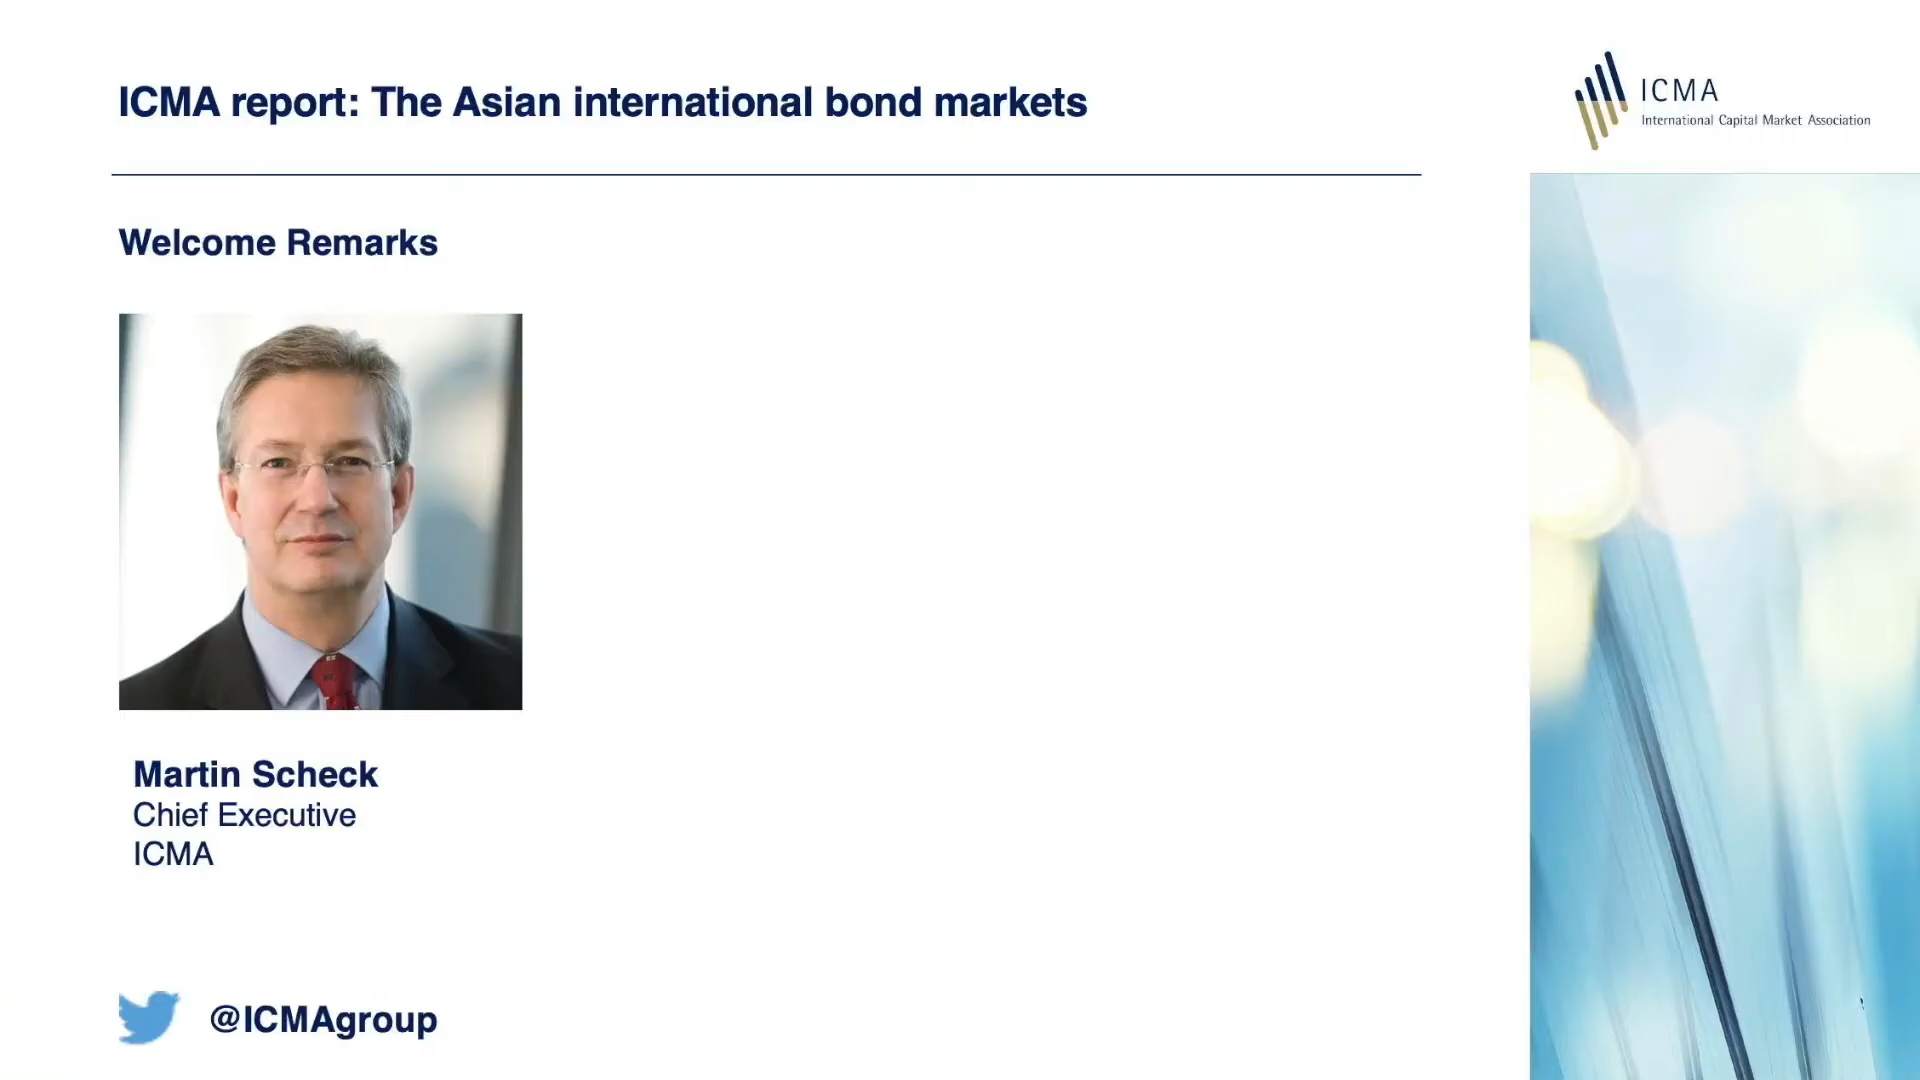 ICMA report: The Asian international bond markets
ICMA
International Capital Market Association
Welcome Remarks
Martin Scheck
Chief Executive
ICMA
@ICMAgroup